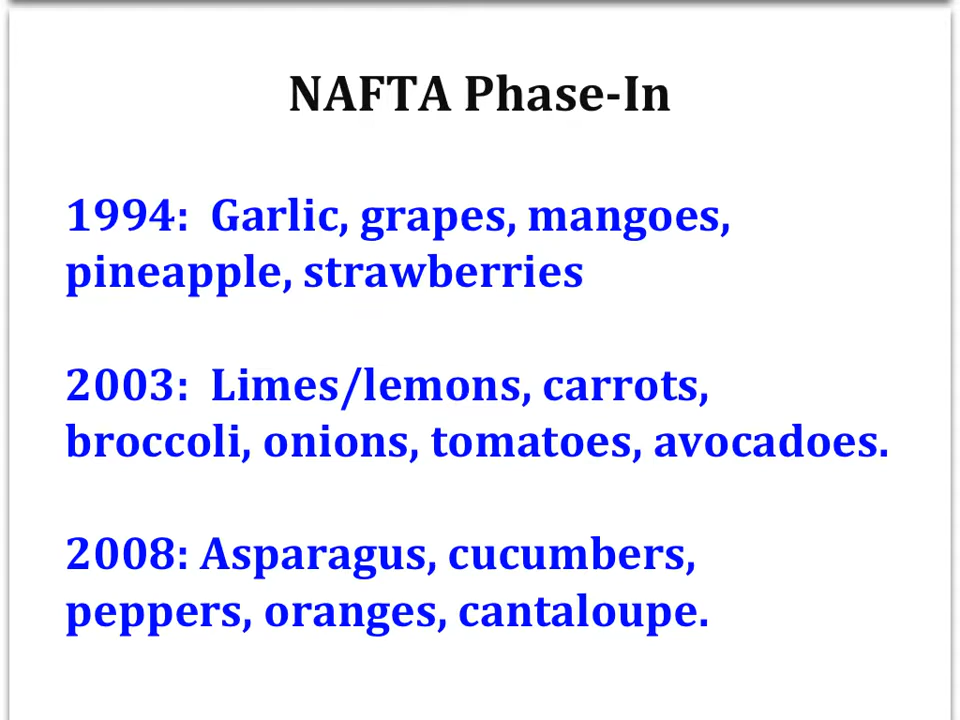 NAFTA Phase-In
1994:  Garlic, grapes, mangoes,
pineapple, strawberries
2003:  Limes/lemons, carrots,
broccoli, onions, tomatoes, avocadoes.
2008: Asparagus, cucumbers,
peppers, oranges, cantaloupe.